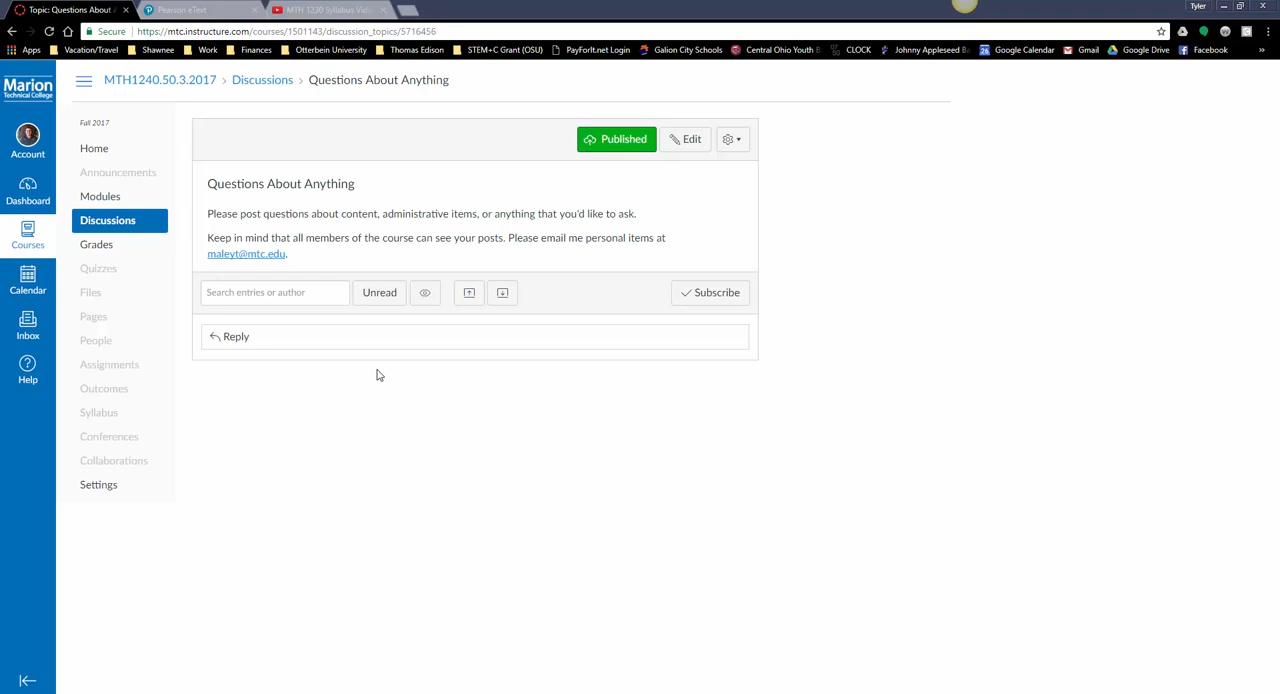 Topic: Questions About A
Pearson eText
MTH 1230 Syllabus Vide
Tyler
Secure
https://mtc.instructure.com/courses/1501143/discussion_topics/5716456
Apps
Vacation/Travel
Shawnee
Work
Finances
Otterbein University
Thomas Edison
STEM+C Grant (OSU)
PayForIt.net Login
Galion City Schools
Central Ohio Youth B
CLOCK
Johnny Appleseed Ba
26 Google Calendar
Gmail
Google Drive
Facebook
»
Marion
Technical College
MTH1240.50.3.2017 › Discussions › Questions About Anything
Account
Dashboard
Courses
Calendar
Inbox
Help
Fall 2017
Home
Announcements
Modules
Discussions
Grades
Quizzes
Files
Pages
People
Assignments
Outcomes
Syllabus
Conferences
Collaborations
Settings
Published
Edit
Questions About Anything
Please post questions about content, administrative items, or anything that you'd like to ask.
Keep in mind that all members of the course can see your posts. Please email me personal items at
maleyt@mtc.edu.
Search entries or author
Unread
Subscribe
Reply